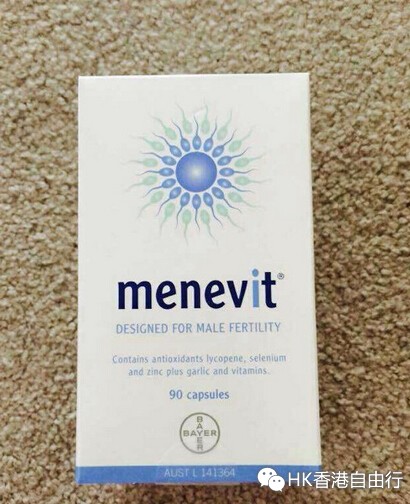 menevit®
DESIGNED FOR MALE FERTILITY
Contains antioxidants lycopene, selenium
and zinc plus garlic and vitamins.
90 capsules
BAYER
BAYER
AUST L 141364
HK香港自由行